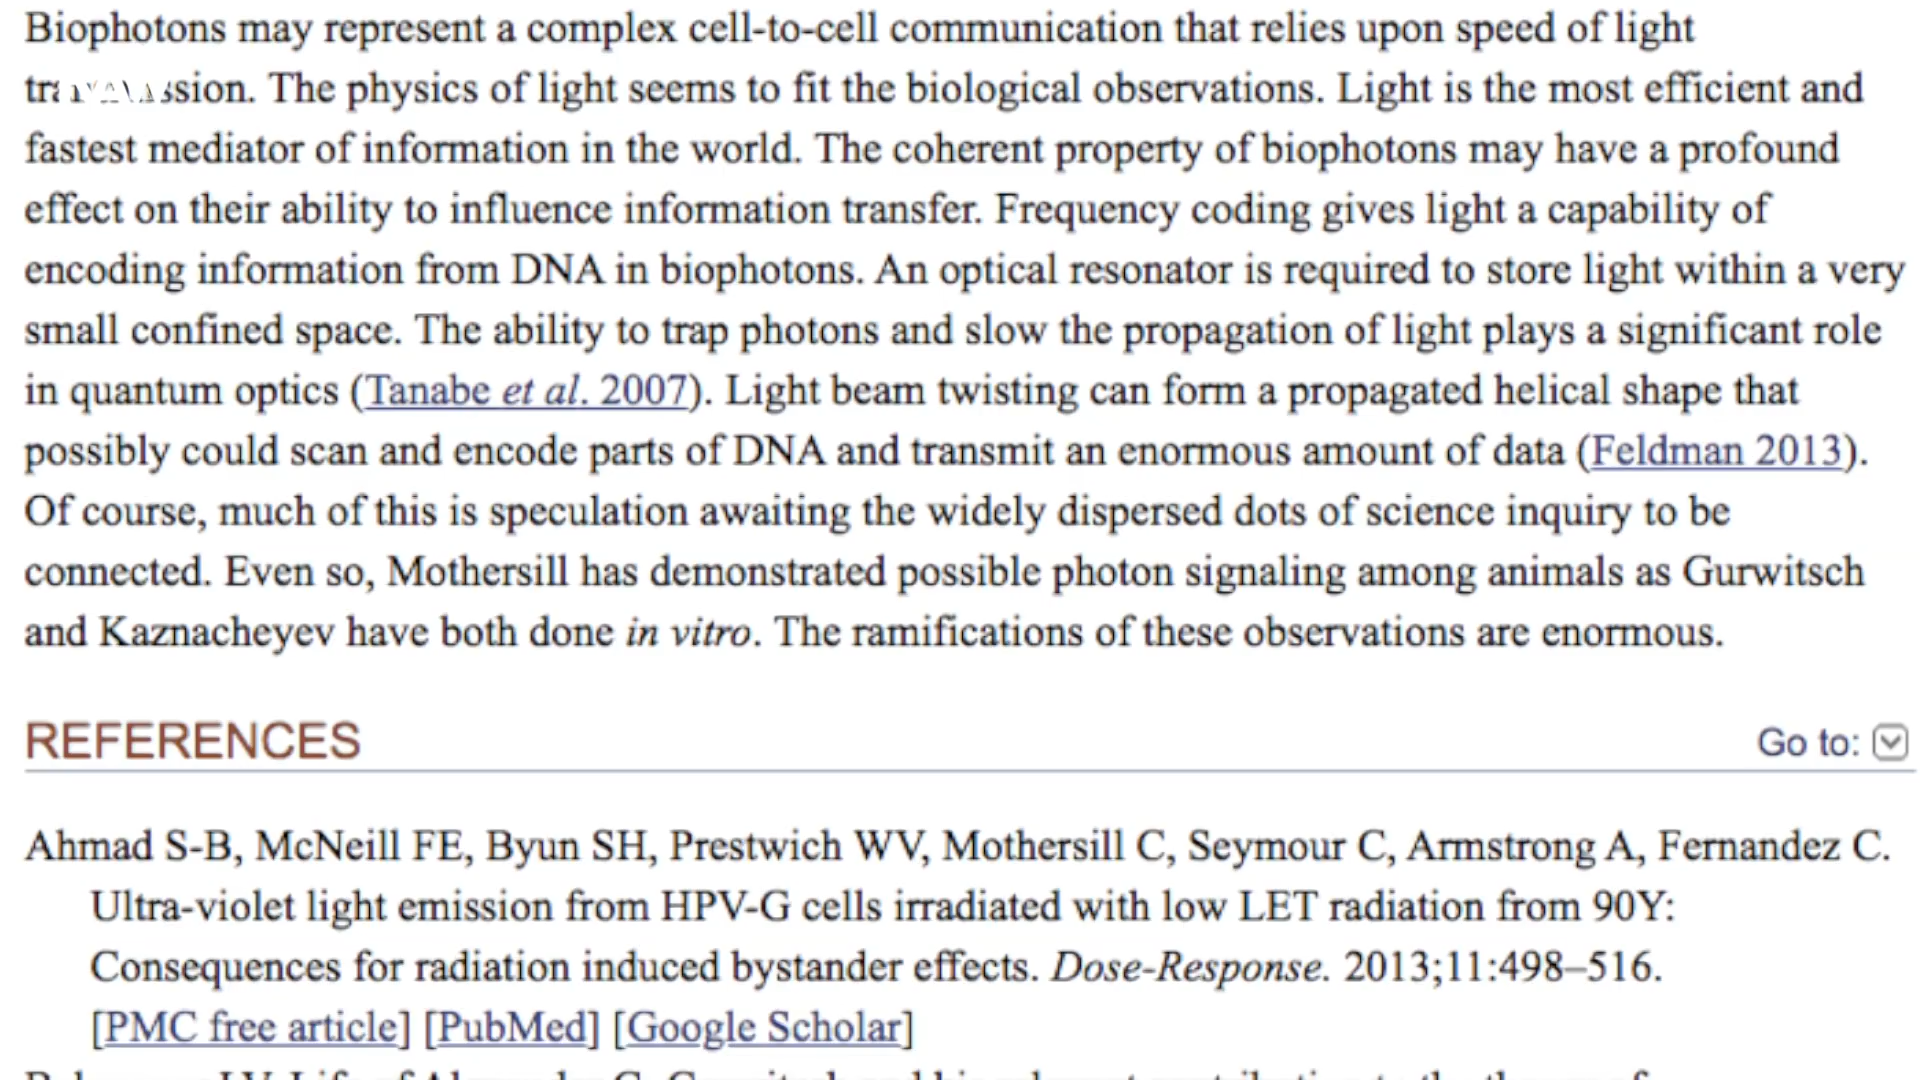 Biophotons may represent a complex cell-to-cell communication that relies upon speed of light
The physics of light seems to fit the biological observations. Light is the most efficient and
fastest mediator of information in the world. The coherent property of biophotons may have a profound
effect on their ability to influence information transfer. Frequency coding gives light a capability of
encoding information from DNA in biophotons. An optical resonator is required to store light within a very
small confined space. The ability to trap photons and slow the propagation of light plays a significant role
in quantum optics (Tanabe et al. 2007). Light beam twisting can form a propagated helical shape that
possibly could scan and encode parts of DNA and transmit an enormous amount of data (Feldman 2013).
Of course, much of this is speculation awaiting the widely dispersed dots of science inquiry to be
connected. Even so, Mothersill has demonstrated possible photon signaling among animals as Gurwitsch
and Kaznacheyev have both done in vitro. The ramifications of these observations are enormous.
REFERENCES
Go to:
Ahmad S-B, McNeill FE, Byun SH, Prestwich WV, Mothersill C, Seymour C, Armstrong A, Fernandez C.
Ultra-violet light emission from HPV-G cells irradiated with low LET radiation from 90Y:
Consequences for radiation induced bystander effects. Dose-Response. 2013;11:498–516.
[PMC free article] [PubMed] [Google Scholar]